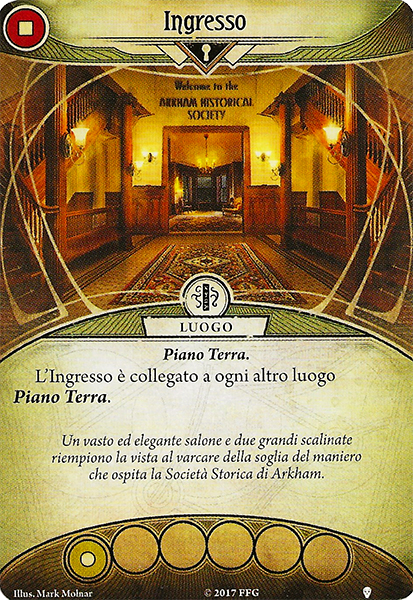 Ingresso
Welcome to the
ARKHAM HISTORICAL
SOCIETY
LUOGO
Piano Terra.
L'Ingresso è collegato a ogni altro luogo
Piano Terra.
Un vasto ed elegante salone e due grandi scalinate
riempiono la vista al varcare della soglia del maniero
che ospita la Società Storica di Arkham.
Illus. Mark Molnar
© 2017 FFG